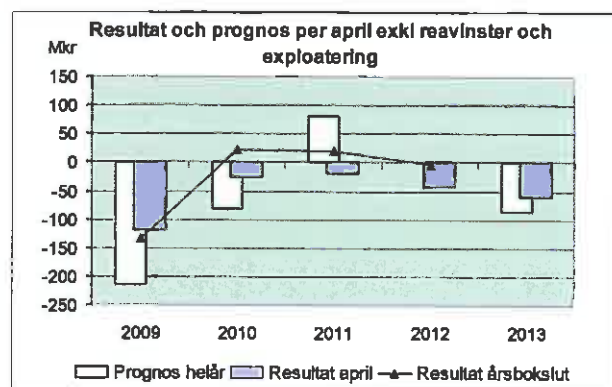 Resultat och prognos per april exkl reavinster och
exploatering
Mkr
150
100
50
0
-50
-100
-150
-200
-250
2009 2010 2011 2012 2013
Prognos helår Resultat april Resultat årsbokslut